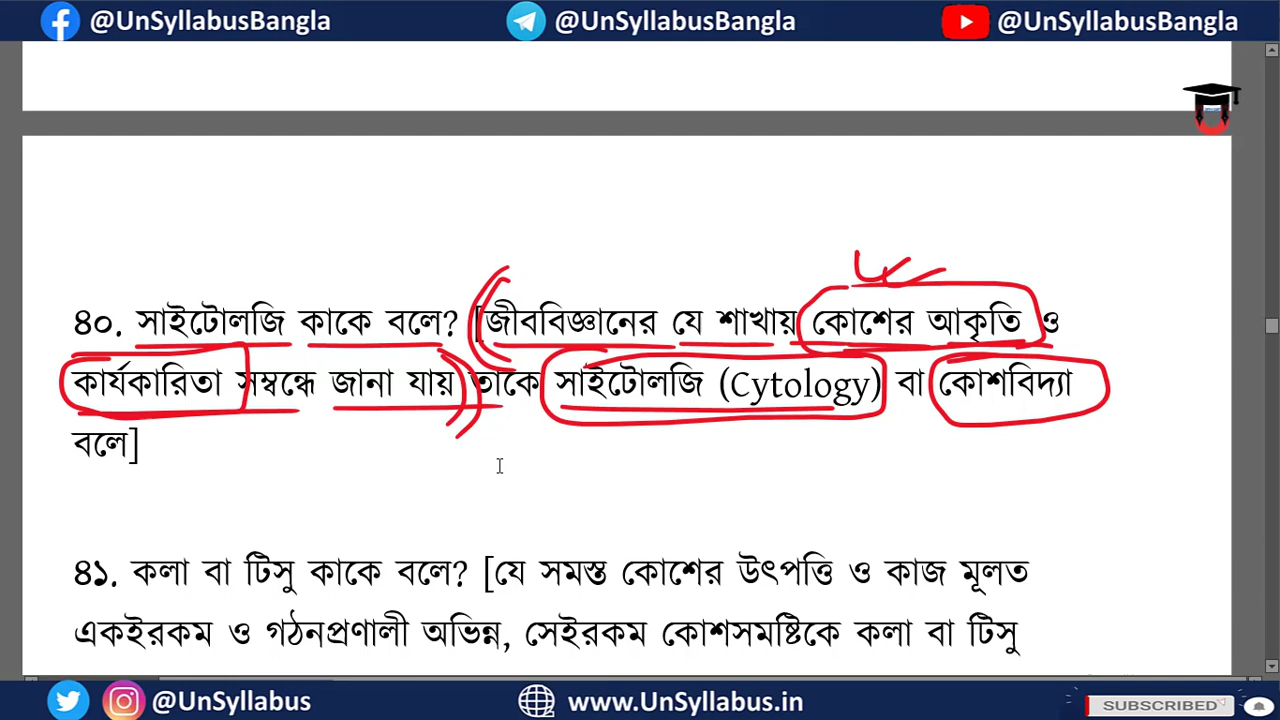 @UnSyllabusBangla @UnSyllabusBangla @UnSyllabusBangla
৪০. সাইটোলজি কাকে বলে? [জীববিজ্ঞানের যে শাখায় কোশের আকৃতি ও
কার্যকারিতা সম্বন্ধে জানা যায় তাকে সাইটোলজি (Cytology) বা কোশবিদ্যা
বলে]
৪১. কলা বা টিসু কাকে বলে? [যে সমস্ত কোশের উৎপত্তি ও কাজ মূলত
একইরকম ও গঠনপ্রণালী অভিন্ন, সেইরকম কোশসমষ্টিকে কলা বা টিসু
@UnSyllabus www.UnSyllabus.in SUBSCRIBED